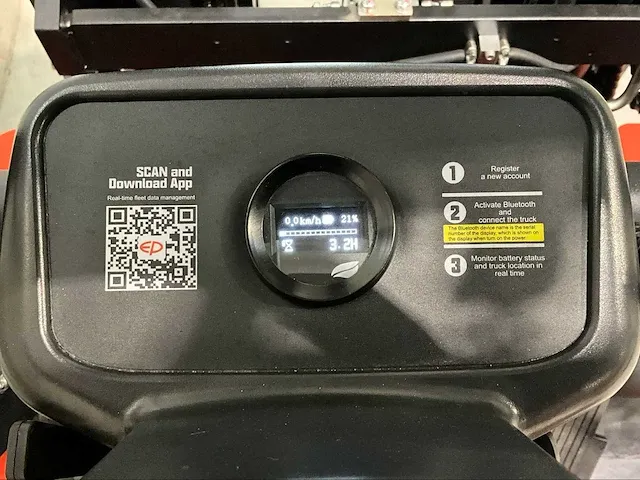 SCAN and
Download App
Real-time fleet data management
EP
0,0km/h 21%
3.2H
1 Register
a new account
2 Activate Bluetooth
and
connect the truck
The Bluetooth device name is the serial
number of the display, which is shown on
the display when turn on the power.
3 Monitor battery status
and truck location in
real time